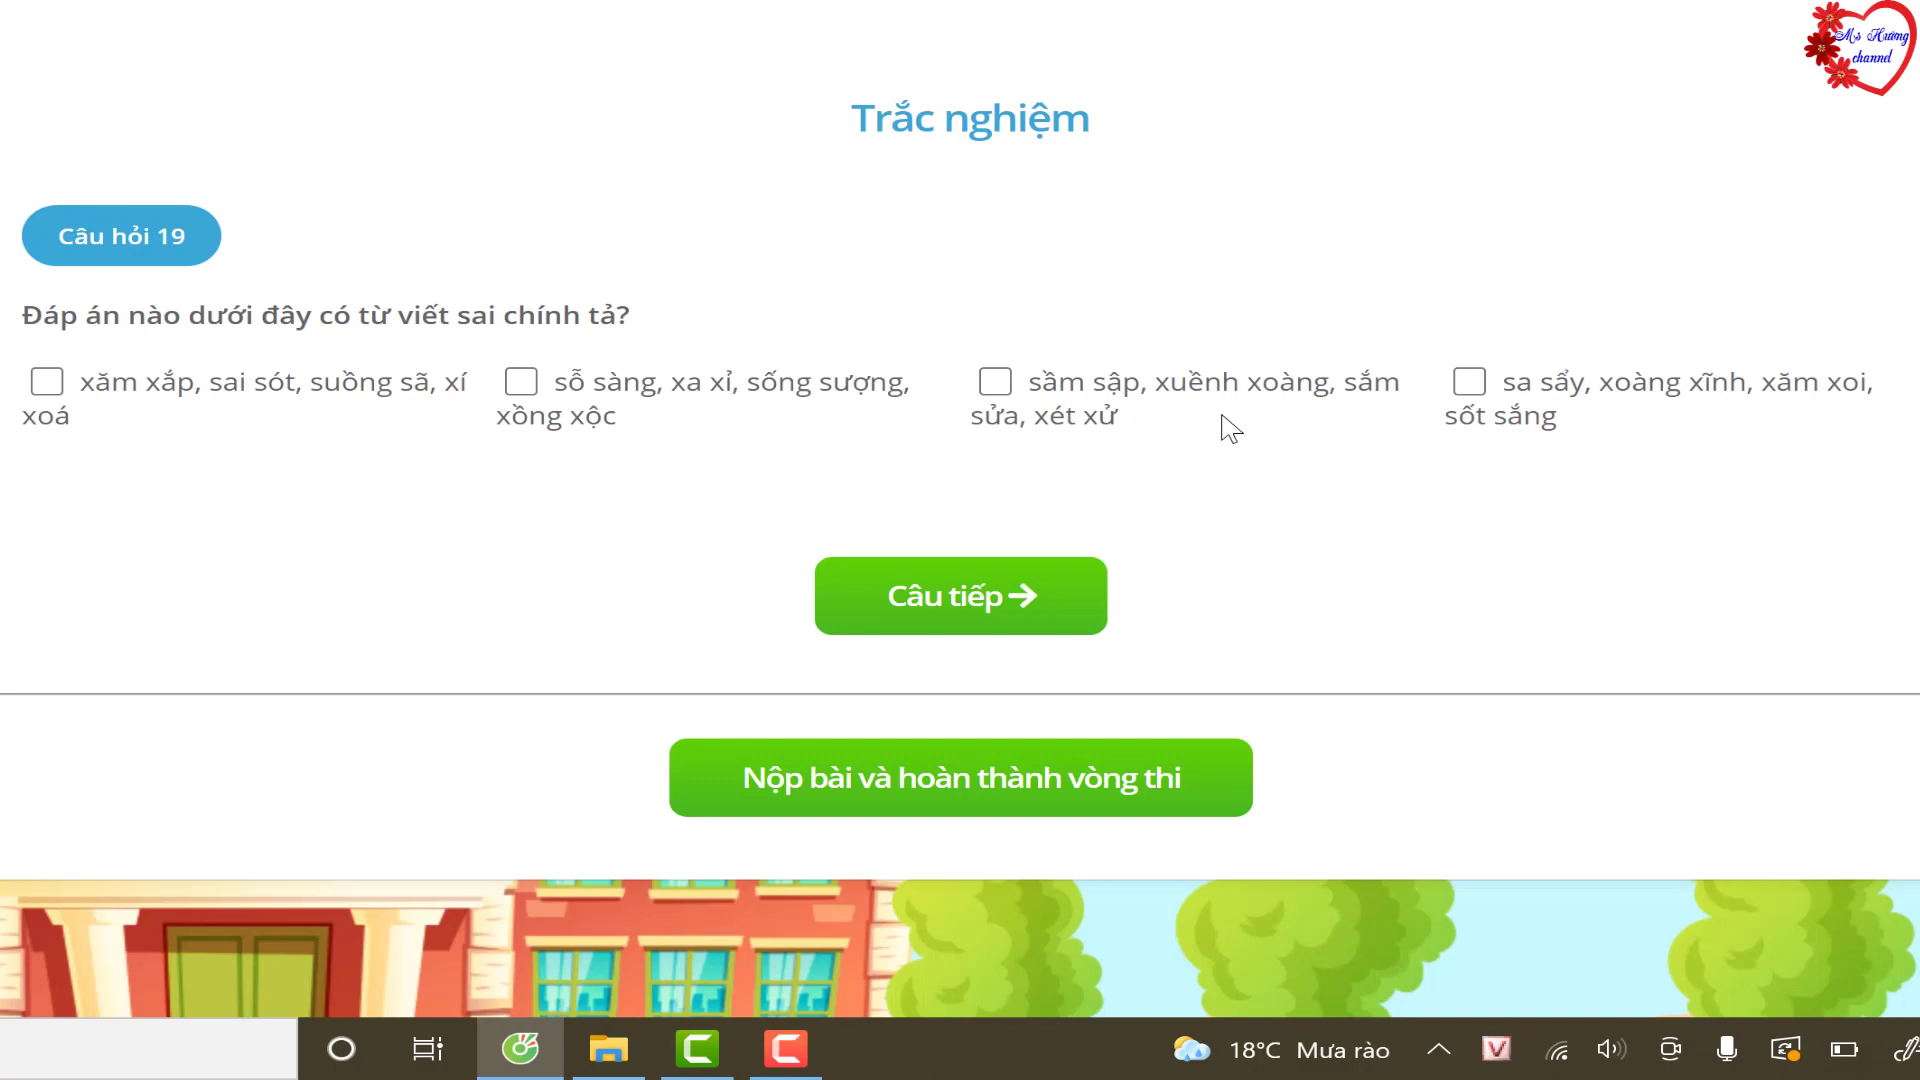 Ms Hương
channel
Trắc nghiệm
Câu hỏi 19
Đáp án nào dưới đây có từ viết sai chính tả?
xăm xắp, sai sót, suồng sã, xí
xoá
sỗ sàng, xa xỉ, sống sượng,
xồng xộc
sầm sập, xuềnh xoàng, sắm
sửa, xét xử
sa sẩy, xoàng xĩnh, xăm xoi,
sốt sắng
Câu tiếp
Nộp bài và hoàn thành vòng thi
18°C Mưa rào